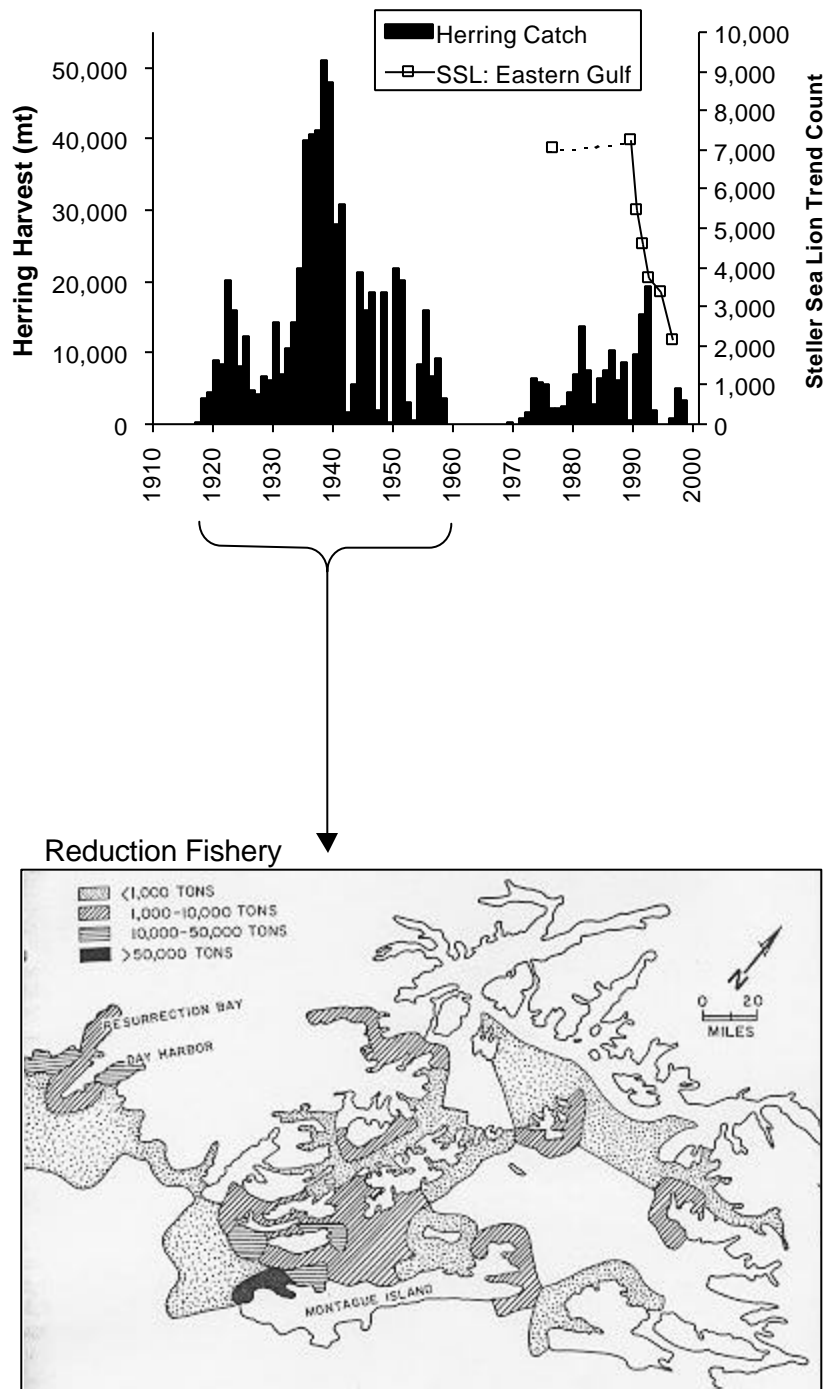 Herring Catch
SSL: Eastern Gulf
Herring Harvest (mt)
50,000
40,000
30,000
20,000
10,000
0
10,000
9,000
8,000
7,000
6,000
5,000
4,000
3,000
2,000
1,000
0
Steller Sea Lion Trend Count
1910
1920
1930
1940
1950
1960
1970
1980
1990
2000
Reduction Fishery
<1,000 TONS
1,000-10,000 TONS
10,000-50,000 TONS
>50,000 TONS
RESURRECTION BAY
DAY HARBOR
N
0 20
MILES
MONTAGUE ISLAND